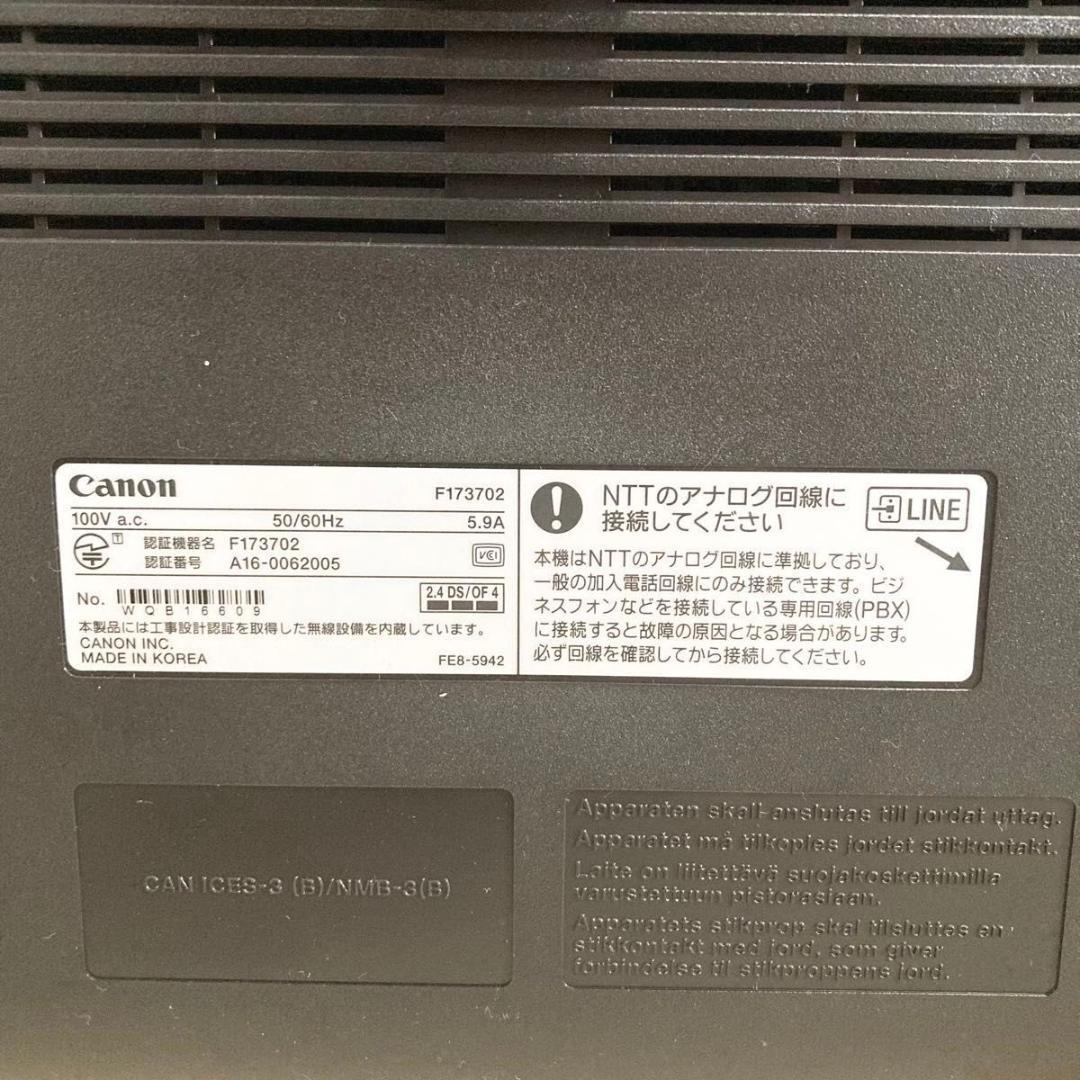 Canon F173702
100V a.c. 50/60Hz 5.9A
T 認証機器名 F173702
認証番号 A16-0062005
VCI
No. WQB16609
2.4 DS/OF 4
本製品には工事設計認証を取得した無線設備を内蔵しています。
CANON INC.
MADE IN KOREA FE8-5942
NTTのアナログ回線に
接続してください
LINE
本機はNTTのアナログ回線に準拠しており、
一般の加入電話回線にのみ接続できます。ビジ
ネスフォンなどを接続している専用回線(PBX)
に接続すると故障の原因となる場合があります。
必ず回線を確認してから接続してください。
CAN ICES-3 (B)/NMB-3(B)
Apparaten skall anslutas till jordat uttag.
Apparatet må tilkoples jordet stikkontakt.
Laite on liitettävä suojakoskettimilla
varustettuun pistorasiaan.
Apparatets stikprop skal tilsluttes en
stikkontakt med jord, som giver
forbindelse til stikproppens jord.